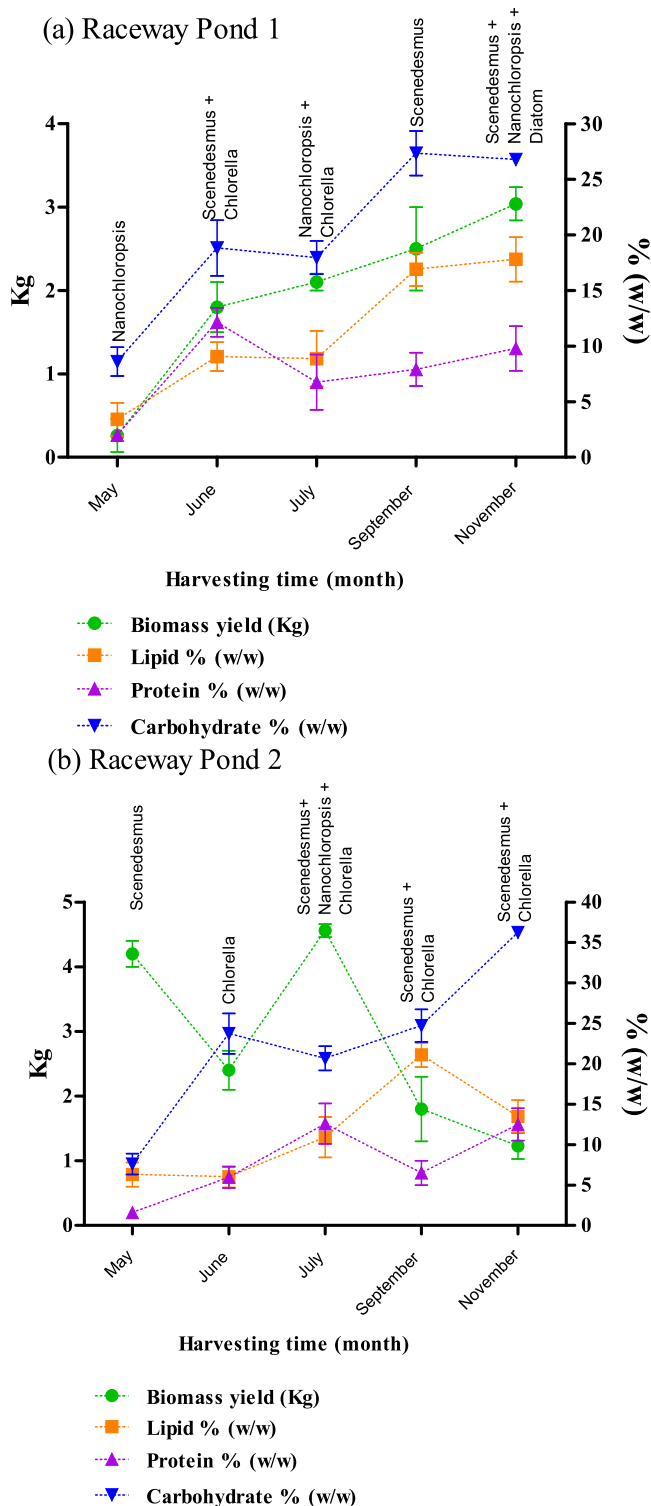 (a) Raceway Pond 1
Nanochloropsis
Scenedesmus +
Chlorella
Nanochloropsis +
Chlorella
Scenedesmus
Scenedesmus +
Nanochloropsis +
Diatom
4
3
2
1
0
Kg
30
25
20
15
10
5
0
% (w/w)
May
June
July
September
November
Harvesting time (month)
Biomass yield (Kg)
Lipid % (w/w)
Protein % (w/w)
Carbohydrate % (w/w)
(b) Raceway Pond 2
Scenedesmus
Chlorella
Scenedesmus+
Nanochloropsis +
Chlorella
Scenedesmus +
Chlorella
Scenedesmus +
Chlorella
5
4
3
2
1
0
Kg
40
35
30
25
20
15
10
5
0
% (w/w)
May
June
July
September
November
Harvesting time (month)
Biomass yield (Kg)
Lipid % (w/w)
Protein % (w/w)
Carbohydrate % (w/w)